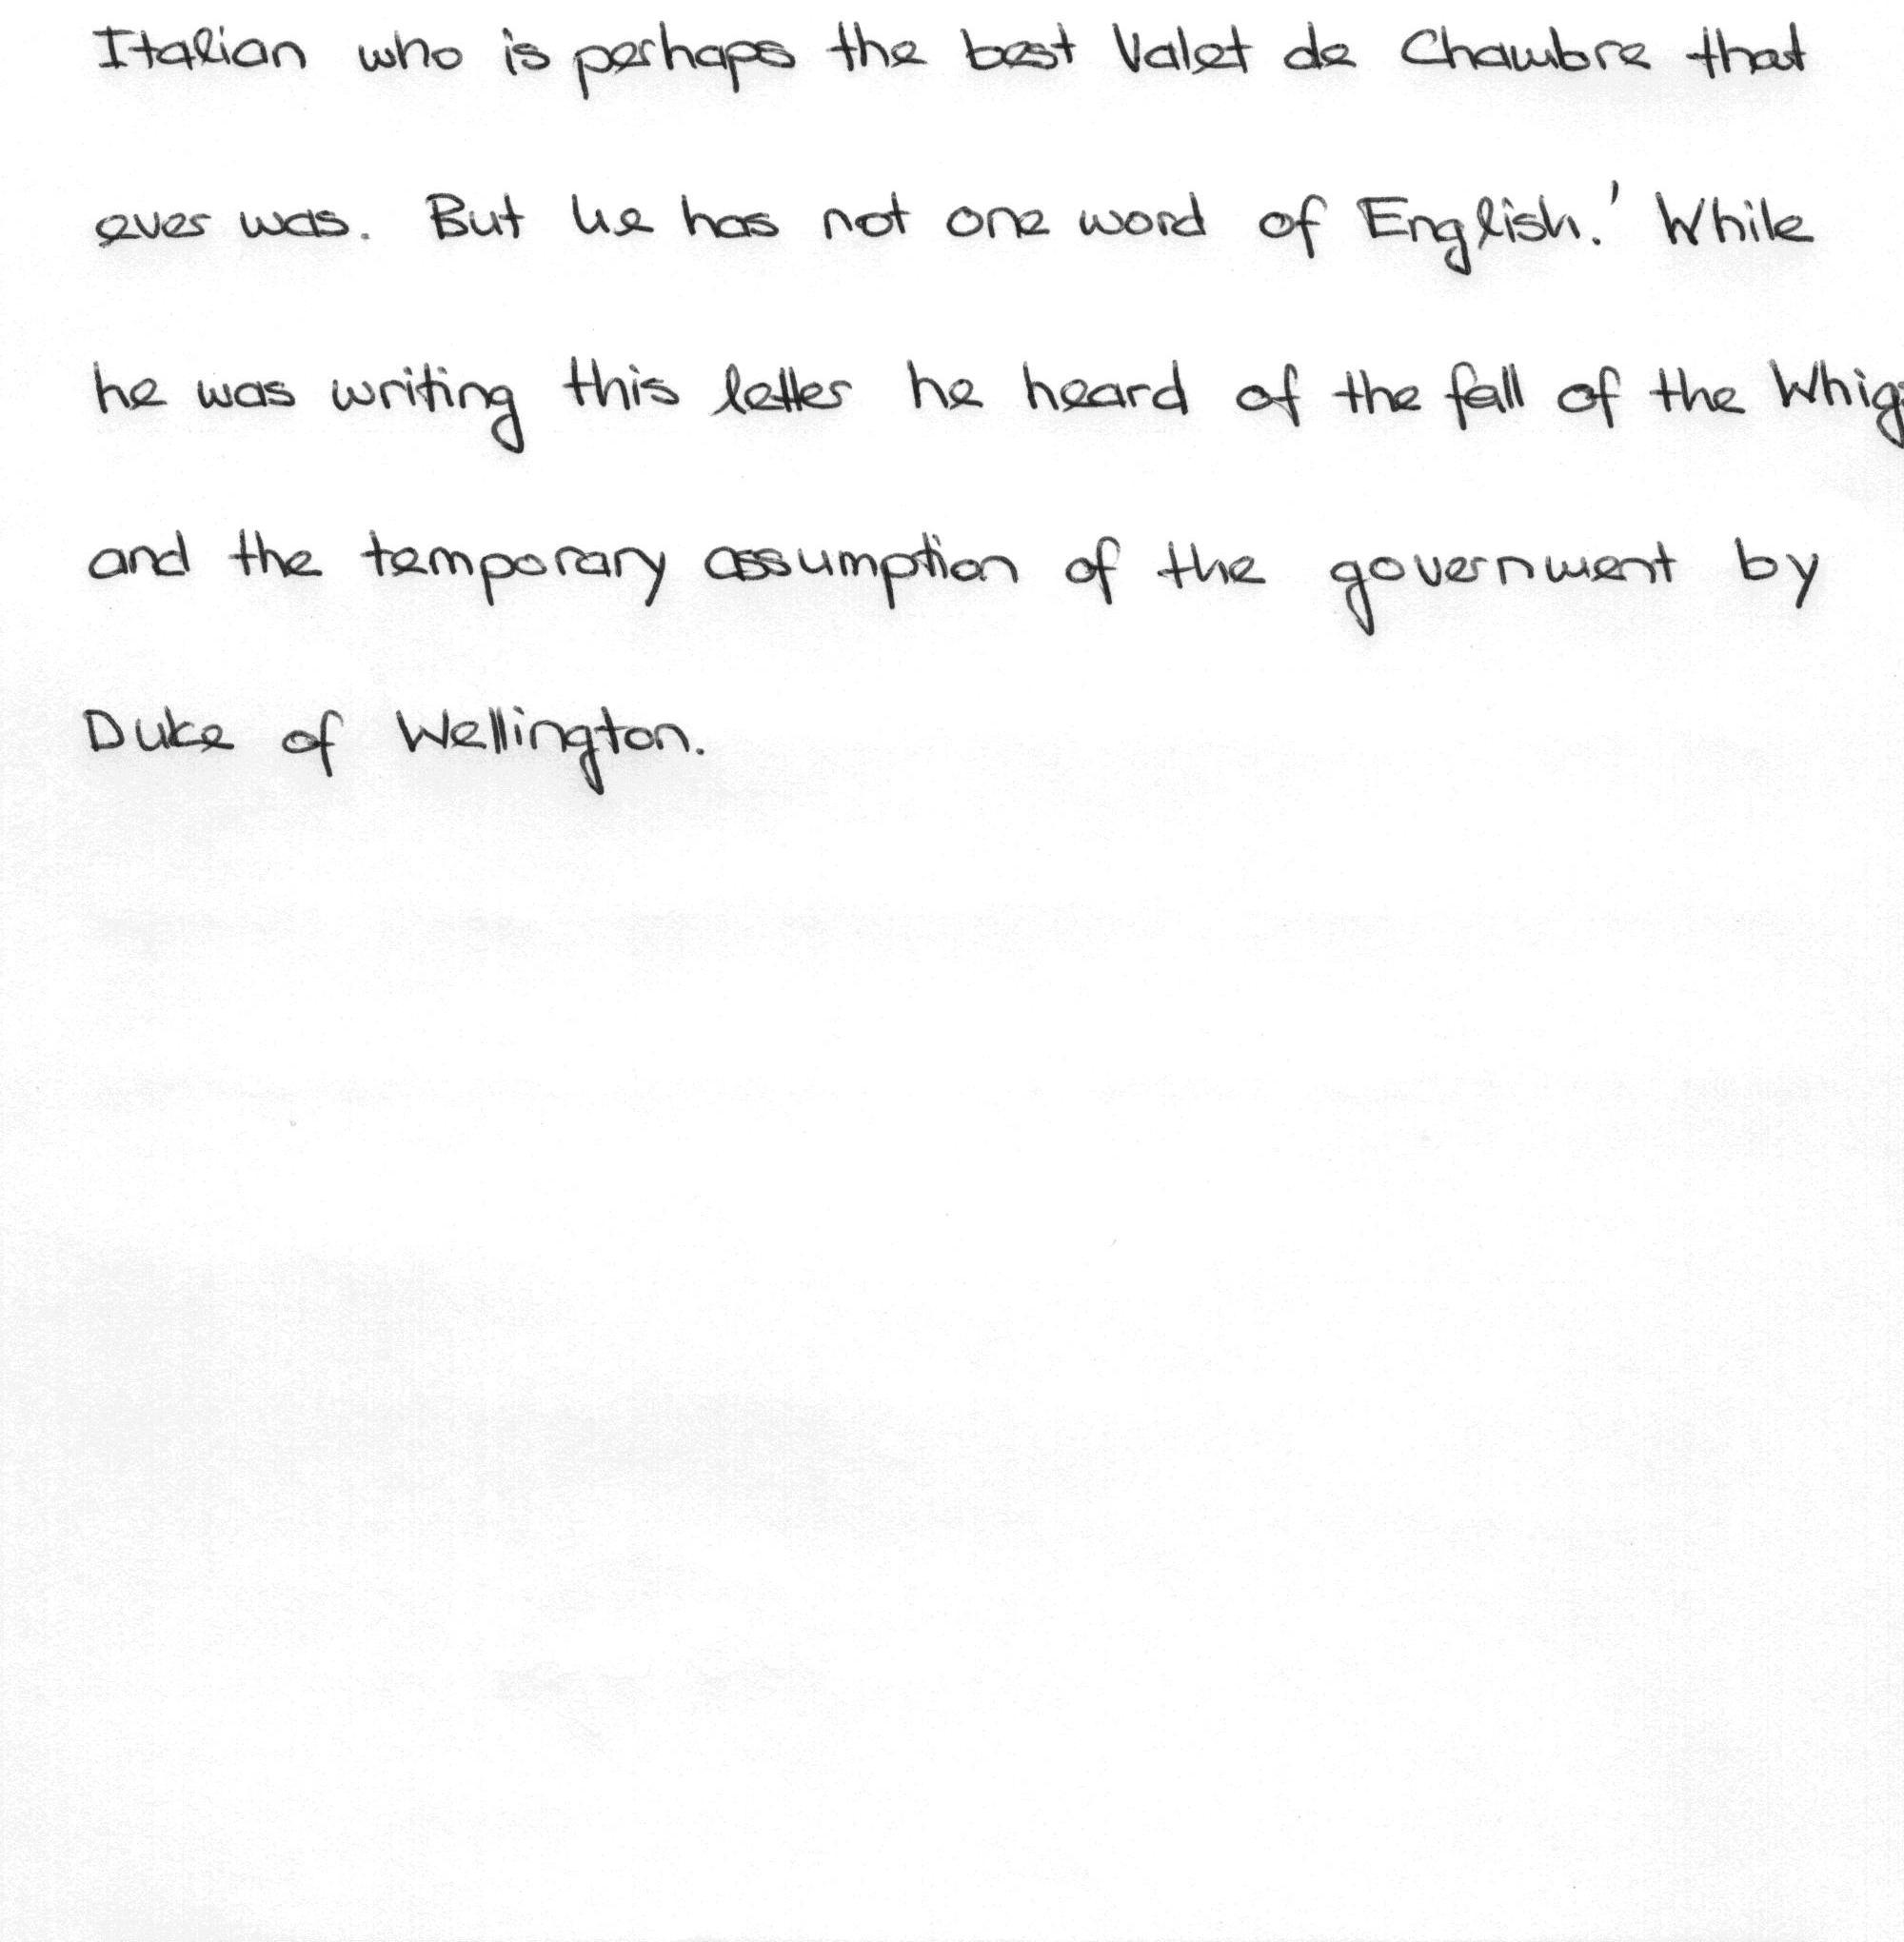 Italian who is perhaps the best Valet de Chambre that
ever was. But he has not one word of English.' While
he was writing this letter he heard of the fall of the Whigs
and the temporary assumption of the government by
Duke of Wellington.